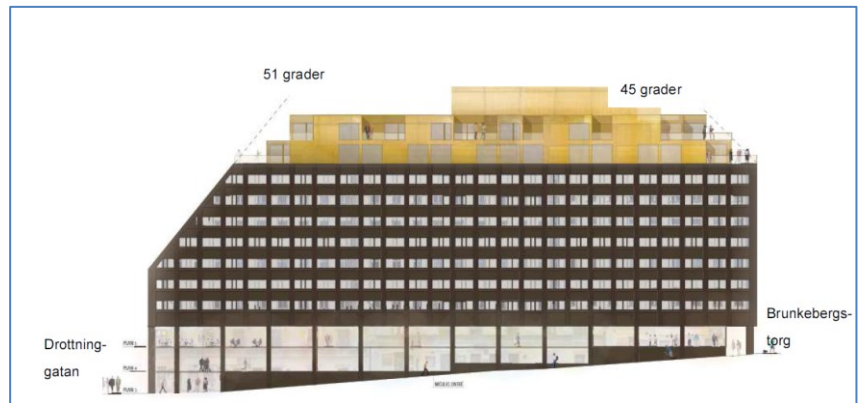 51 grader
45 grader
Drottning-
gatan
Brunkebergs-
torg